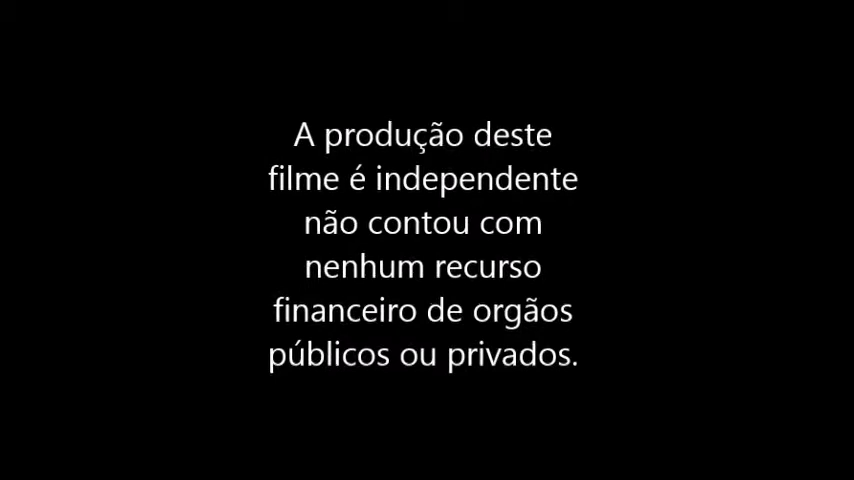 A produção deste
filme é independente
não contou com
nenhum recurso
financeiro de orgãos
públicos ou privados.